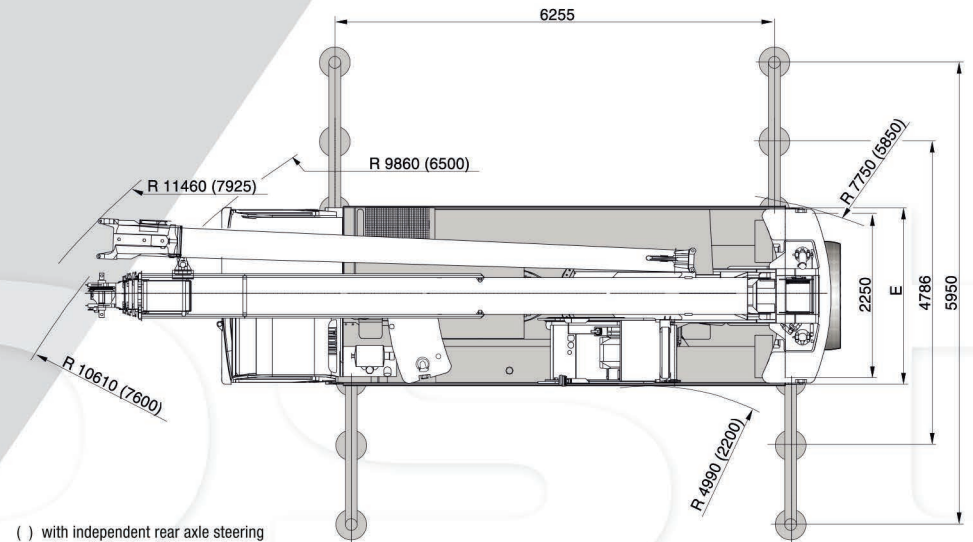 6255
R 9860 (6500)
R 7750 (5850)
R 11460 (7925)
2250
E
4786
5950
R 10610 (7600)
R 4990 (2200)
( ) with independent rear axle steering